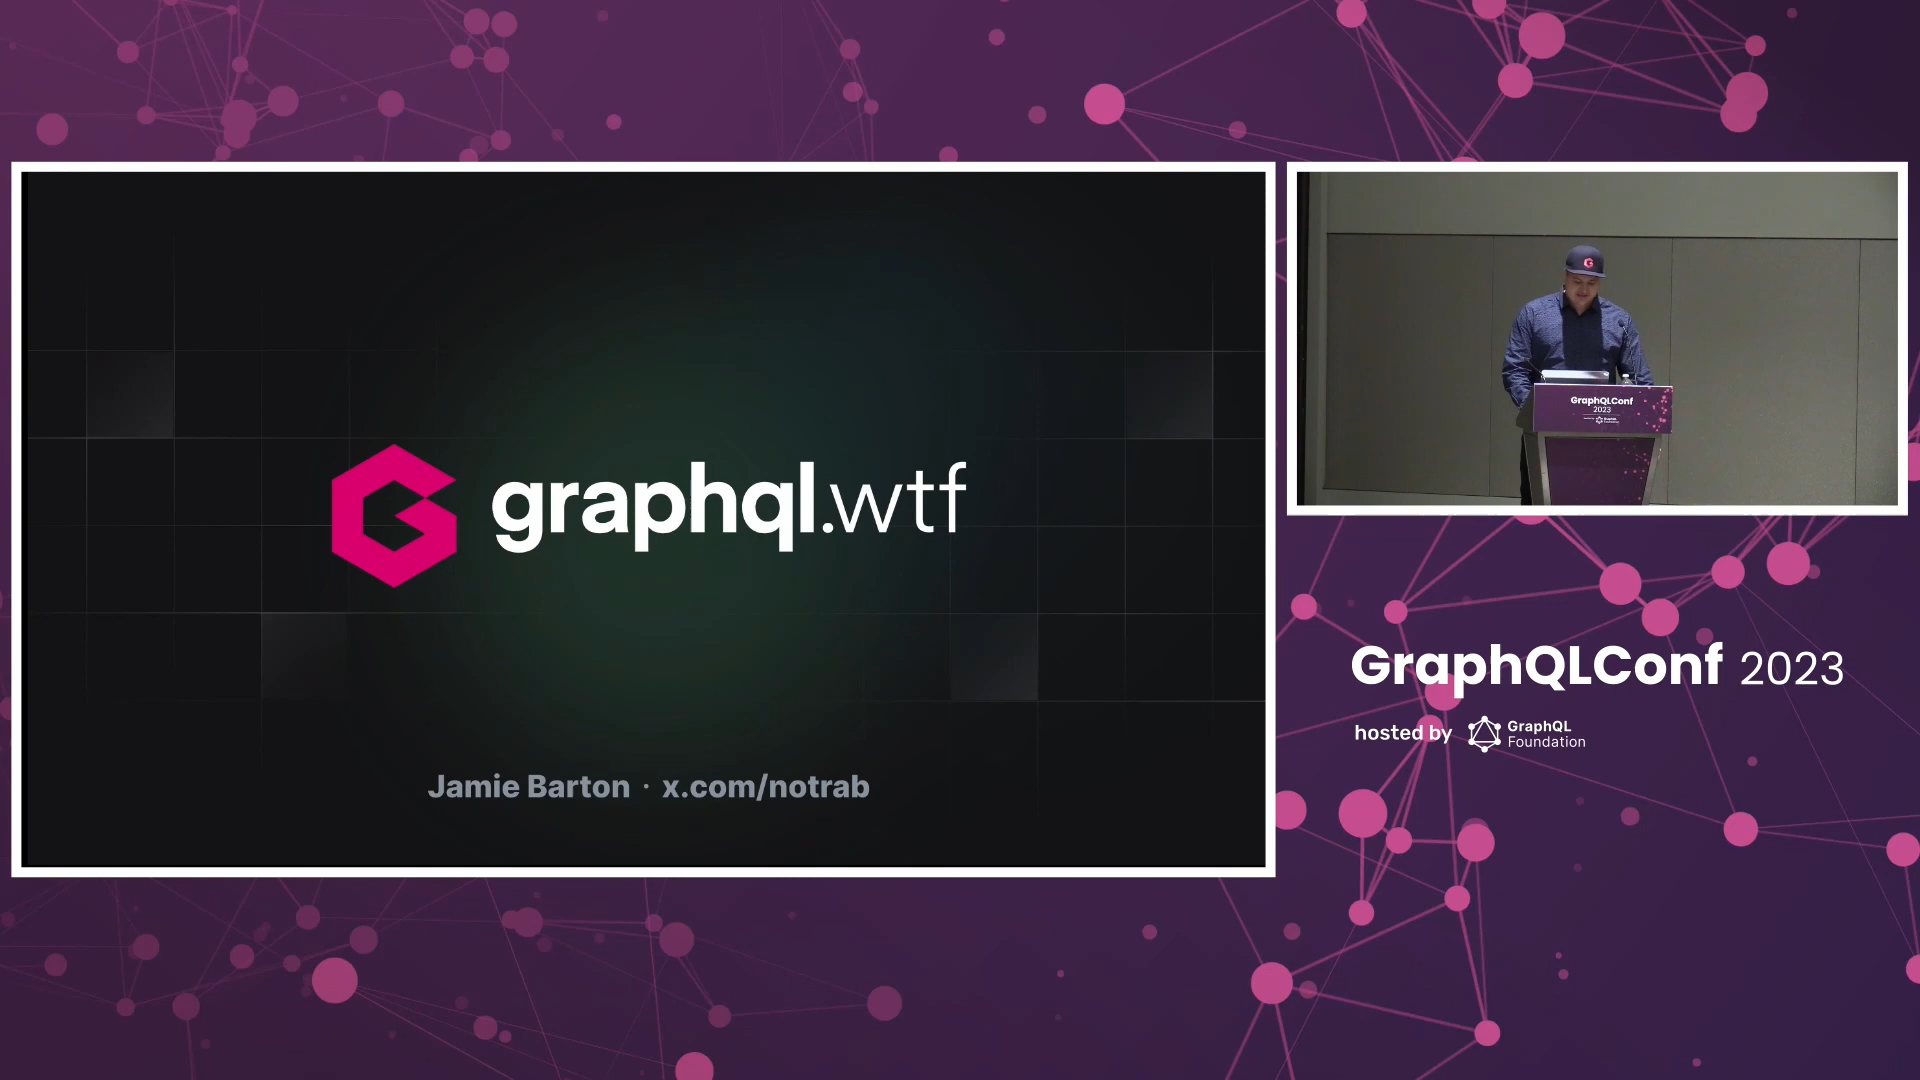 graphql.wtf
Jamie Barton · x.com/notrab
GraphQLConf
2023
GraphQLConf 2023
hosted by GraphQL
Foundation